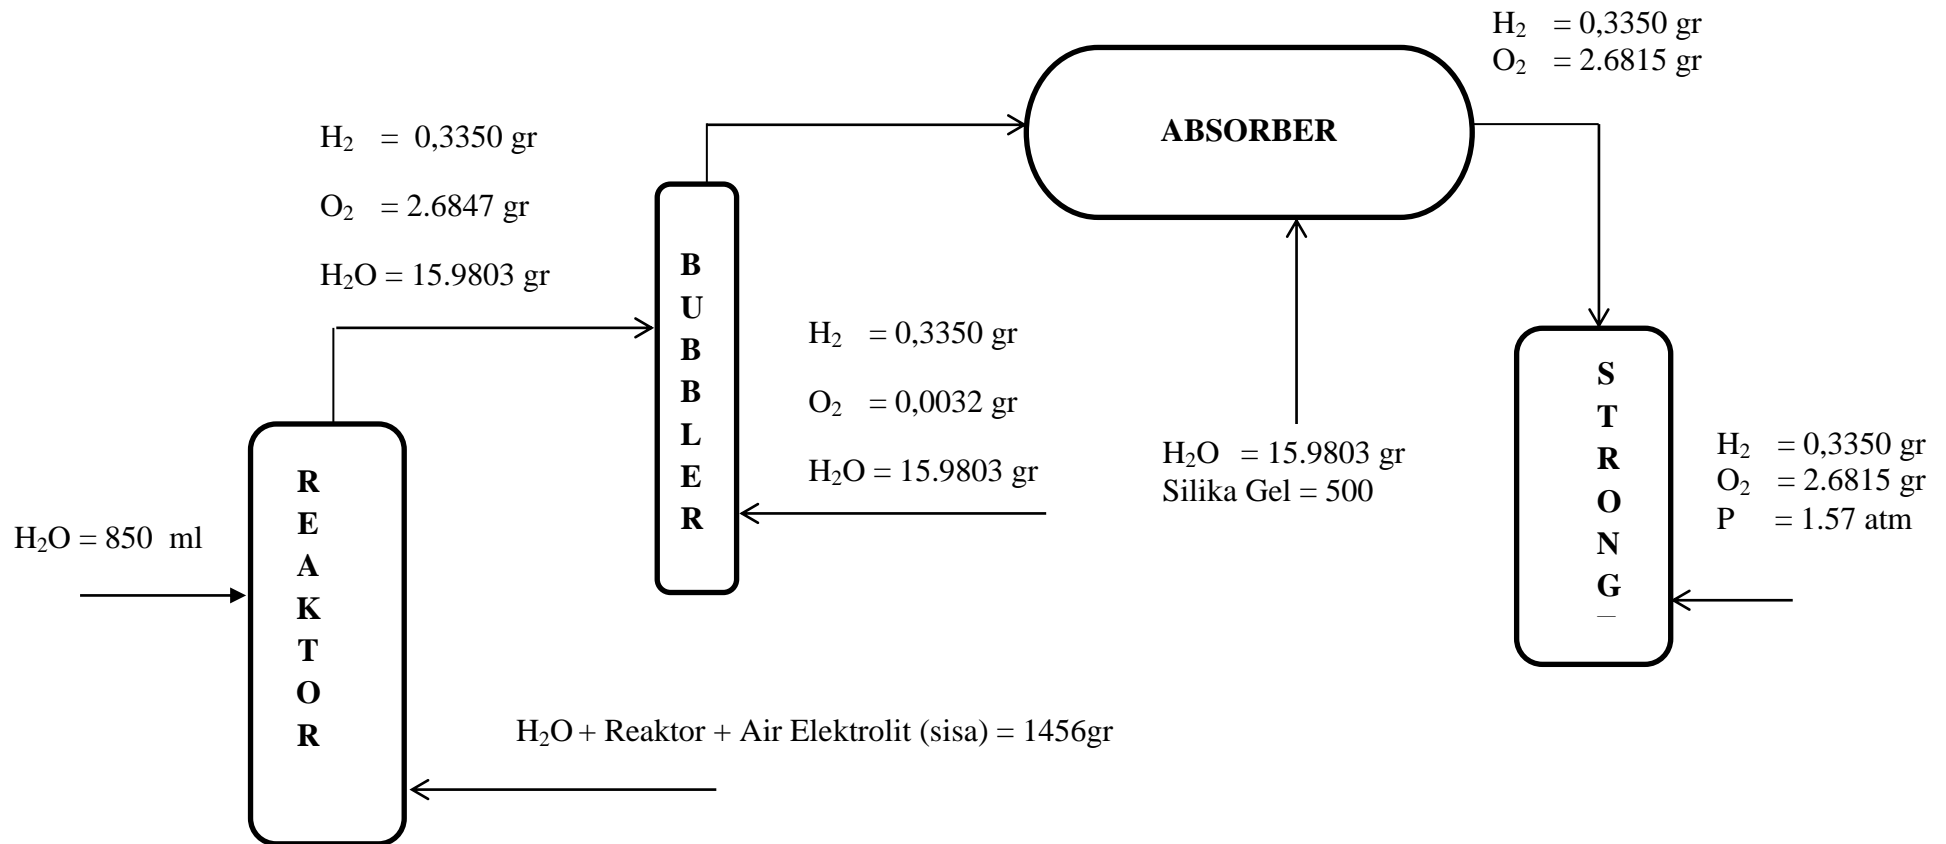 H₂ = 0,3350 gr
O₂ = 2.6815 gr
ABSORBER
H₂ = 0,3350 gr
O₂ = 2.6847 gr
H₂O = 15.9803 gr
BUBBLER
H₂ = 0,3350 gr
O₂ = 0,0032 gr
H₂O = 15.9803 gr
H₂O = 15.9803 gr
Silika Gel = 500
STRONG
H₂ = 0,3350 gr
O₂ = 2.6815 gr
P = 1.57 atm
REAKTOR
H₂O = 850 ml
H₂O + Reaktor + Air Elektrolit (sisa) = 1456gr